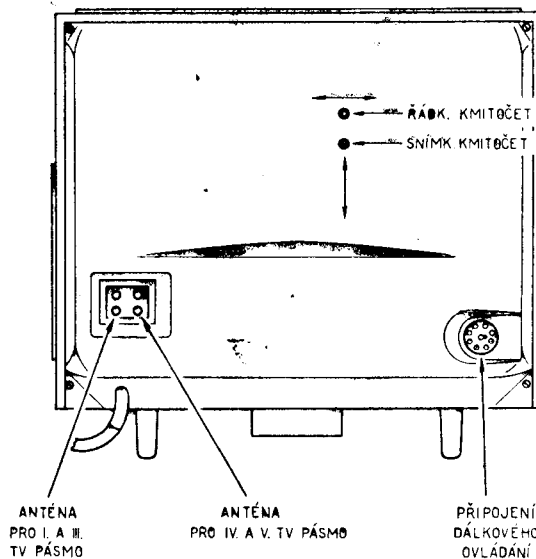 ŘÁDK. KMITOČET
SNÍMK. KMITOČET
ANTÉNA
PRO I. A III.
TV PÁSMO
ANTÉNA
PRO IV. A V. TV PÁSMO
PŘIPOJENÍ
DÁLKOVÉHO
OVLÁDÁNÍ